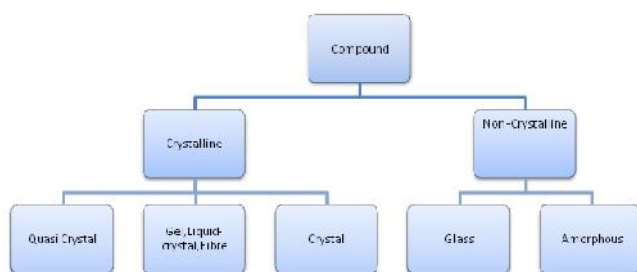 Compound
Crystalline
Non-Crystalline
Quasi Crystal
Gel, Liquid-
crystal, Fibre
Crystal
Glass
Amorphous